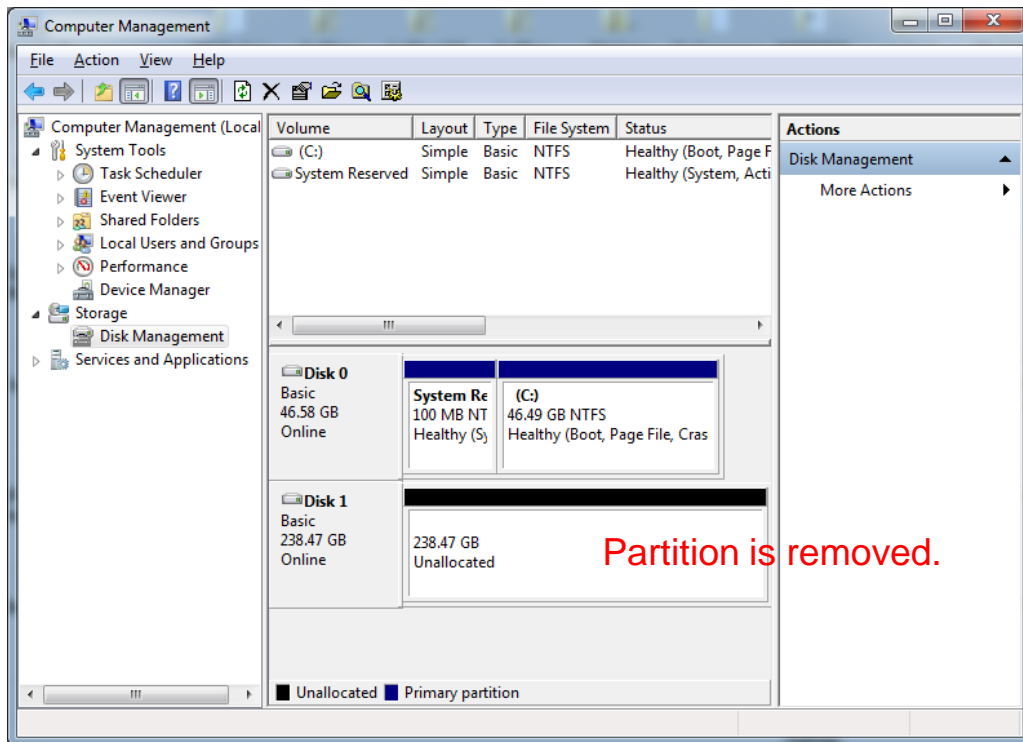 Computer Management
File Action View Help
Computer Management (Local
System Tools
Task Scheduler
Event Viewer
Shared Folders
Local Users and Groups
Performance
Device Manager
Storage
Disk Management
Services and Applications
Volume Layout Type File System Status
(C:) Simple Basic NTFS Healthy (Boot, Page F
System Reserved Simple Basic NTFS Healthy (System, Acti
Disk 0
Basic
46.58 GB
Online
System Re
100 MB NT
Healthy (Sy
(C:)
46.49 GB NTFS
Healthy (Boot, Page File, Cras
Disk 1
Basic
238.47 GB
Online
238.47 GB
Unallocated
Partition is removed.
Unallocated Primary partition
Actions
Disk Management
More Actions